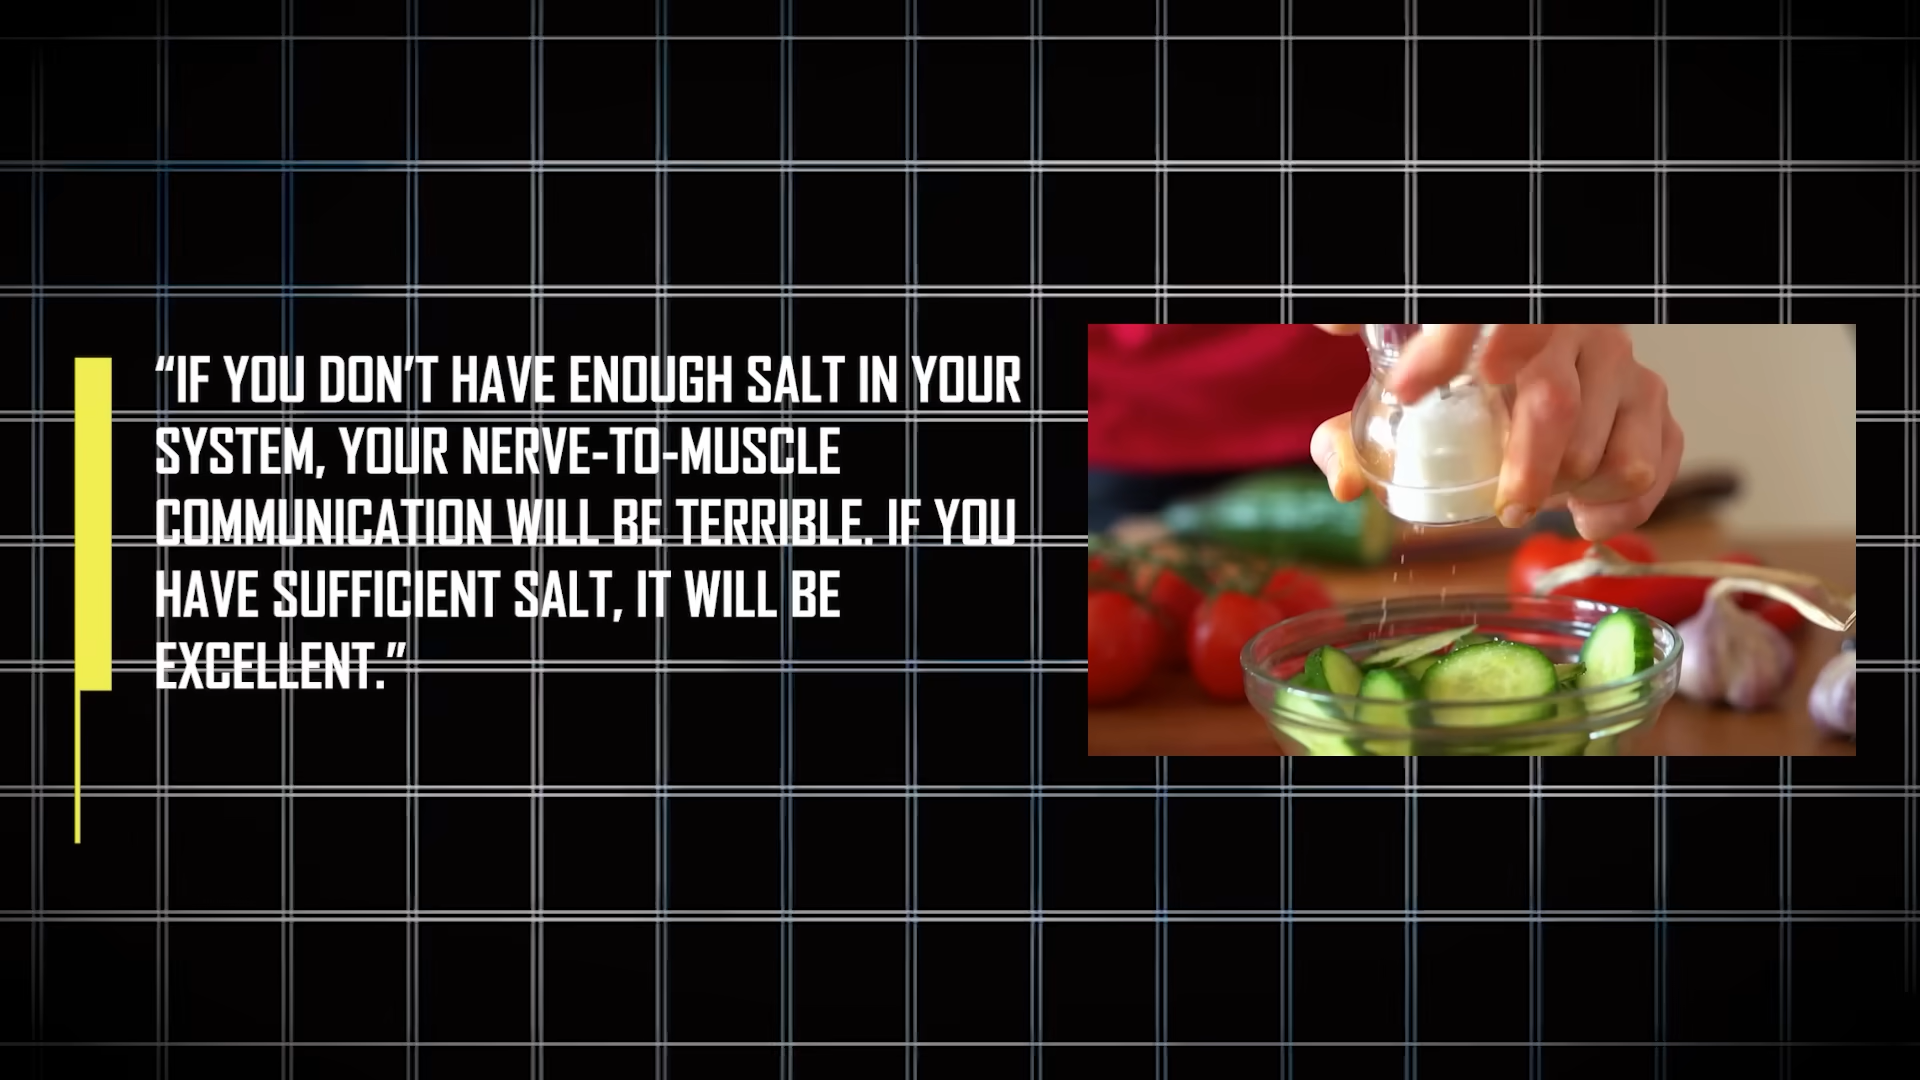 “IF YOU DON’T HAVE ENOUGH SALT IN YOUR
SYSTEM, YOUR NERVE-TO-MUSCLE
COMMUNICATION WILL BE TERRIBLE. IF YOU
HAVE SUFFICIENT SALT, IT WILL BE
EXCELLENT.”